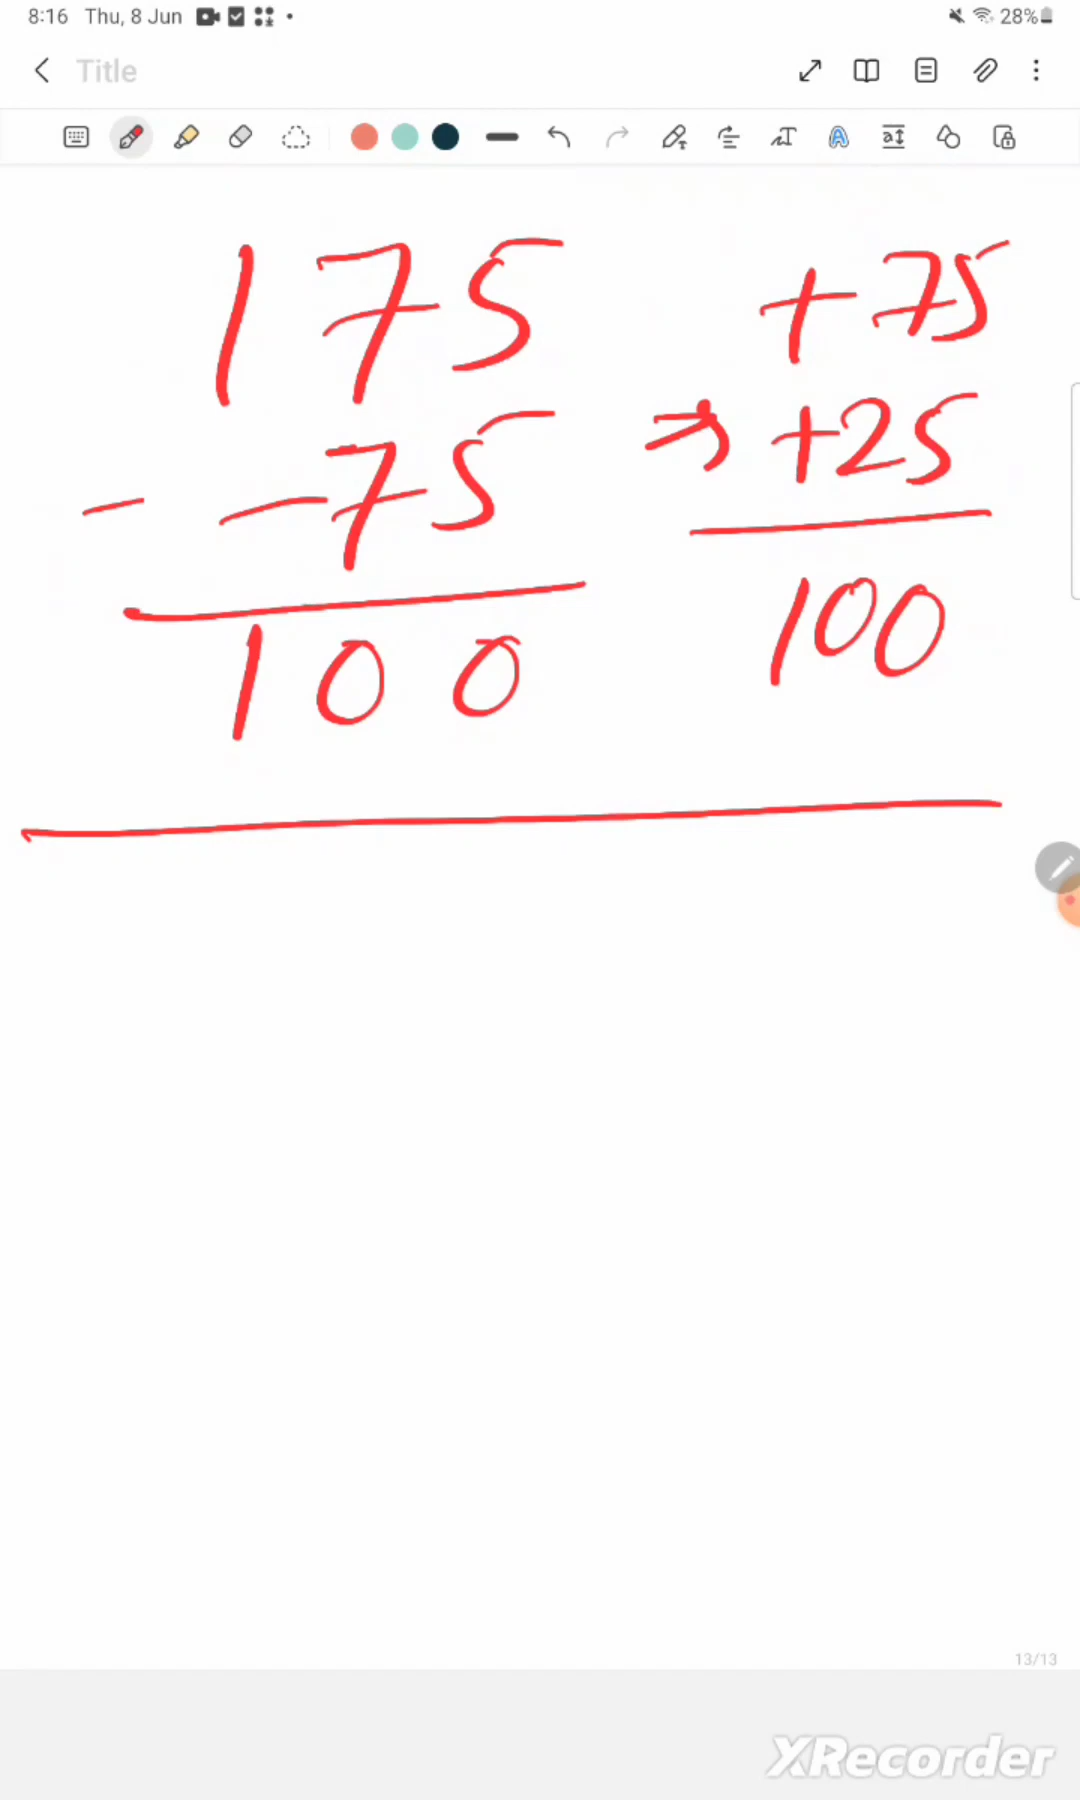 8:16 Thu, 8 Jun 28%
Title
175 +75
- -75 ⇒ +25
100 100
13/13
XRecorder